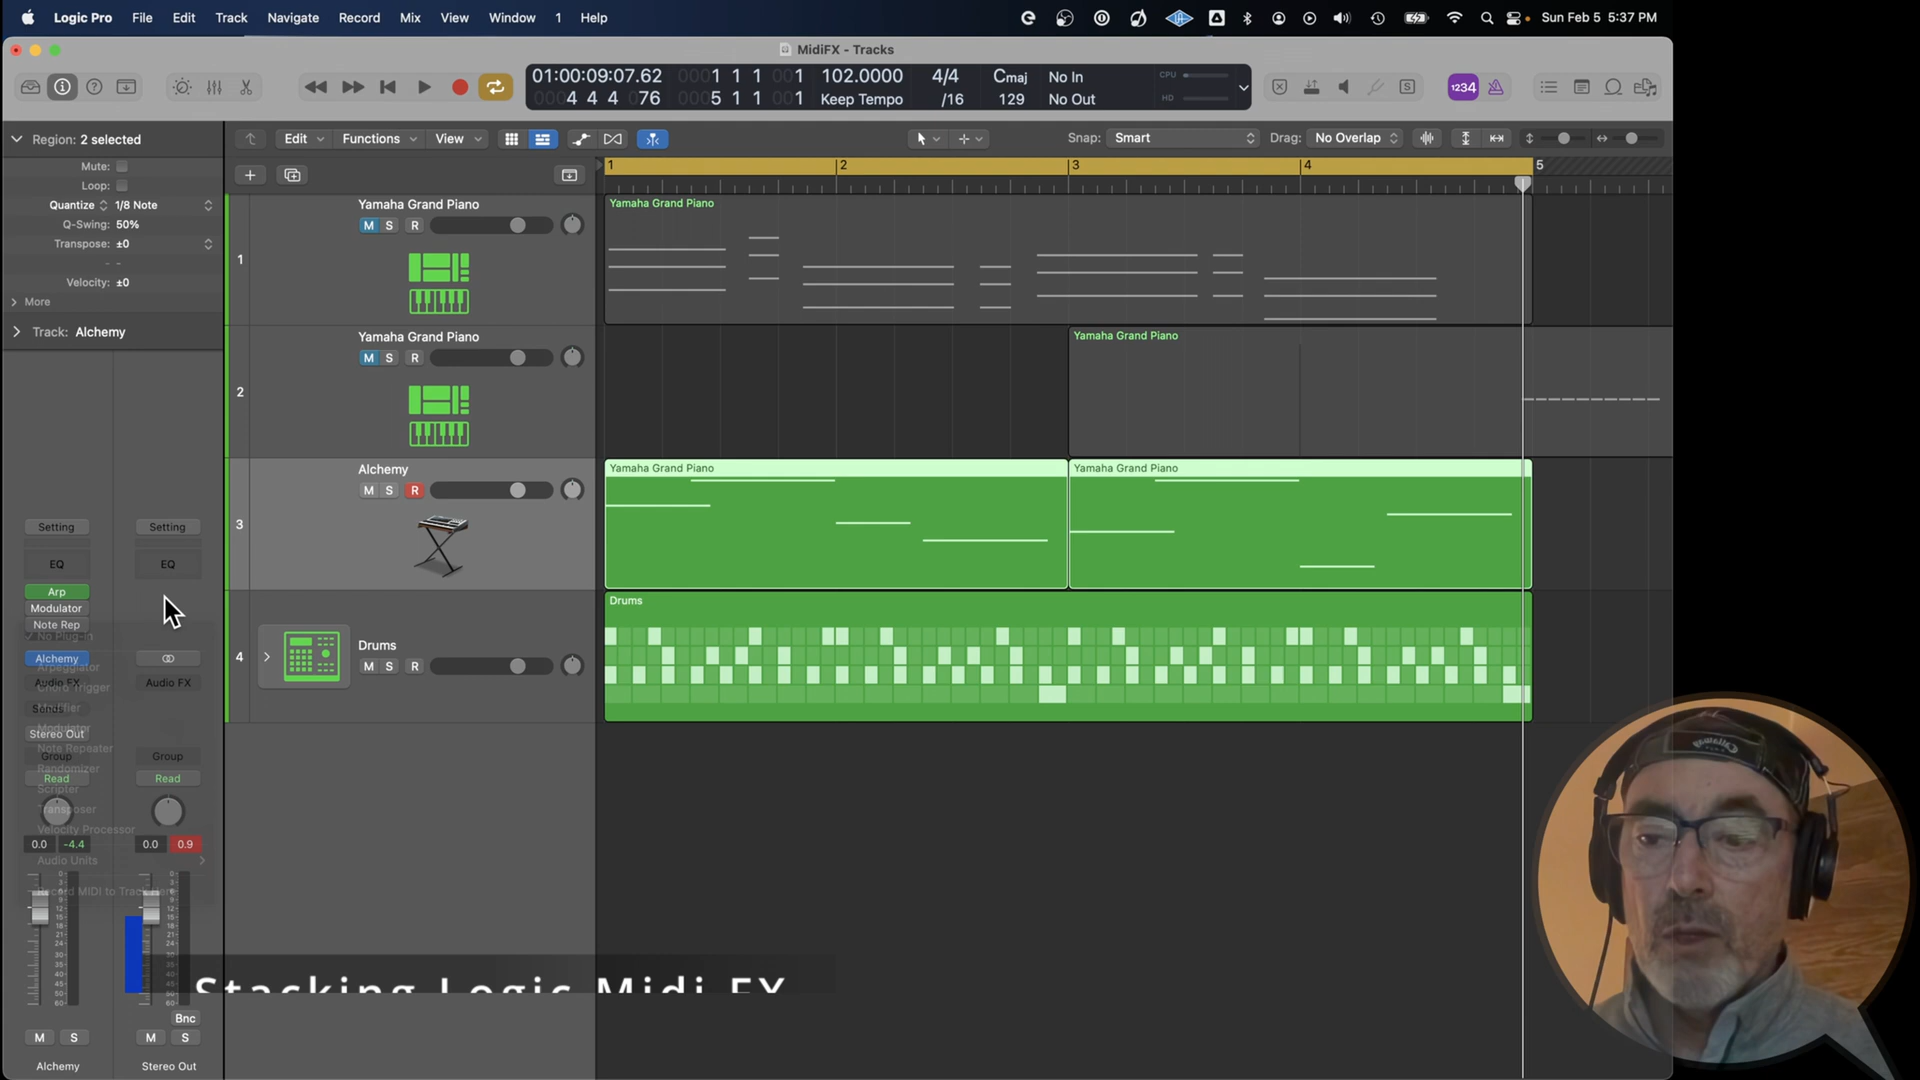 Logic Pro File Edit Track Navigate Record Mix View Window 1 Help
Sun Feb 5 5:37 PM
MidiFX - Tracks
01:00:09:07.62 0001 1 1 001 102.0000 4/4 Cmaj No In CPU
0004 4 4 076 0005 1 1 001 Keep Tempo /16 129 No Out HD
1234
Region: 2 selected
Edit Functions View
Snap: Smart Drag: No Overlap
Mute:
Loop:
Quantize 1/8 Note
Q-Swing: 50%
Transpose: ±0
- -
Velocity: ±0
More
Track: Alchemy
1 2 3 4 5
1
Yamaha Grand Piano
M S R
Yamaha Grand Piano
2
Yamaha Grand Piano
M S R
Yamaha Grand Piano
3
Alchemy
M S R
Yamaha Grand Piano
Yamaha Grand Piano
4
Drums
M S R
Drums
Setting Setting
EQ EQ
Arp
Modulator
Note Rep
No Plug-in
Alchemy
Arpeggiator
Audio FX Audio FX
Chord Trigger
Modifier
Sends
Modulator
Stereo Out
Note Repeater
Group Group
Randomizer
Read Read
Scripter
Transposer
Velocity Processor
0.0 -4.4 0.0 0.9
Audio Units
Record MIDI to Track Here
Stacking Logic Midi FX
Bnc
M S M S
Alchemy Stereo Out